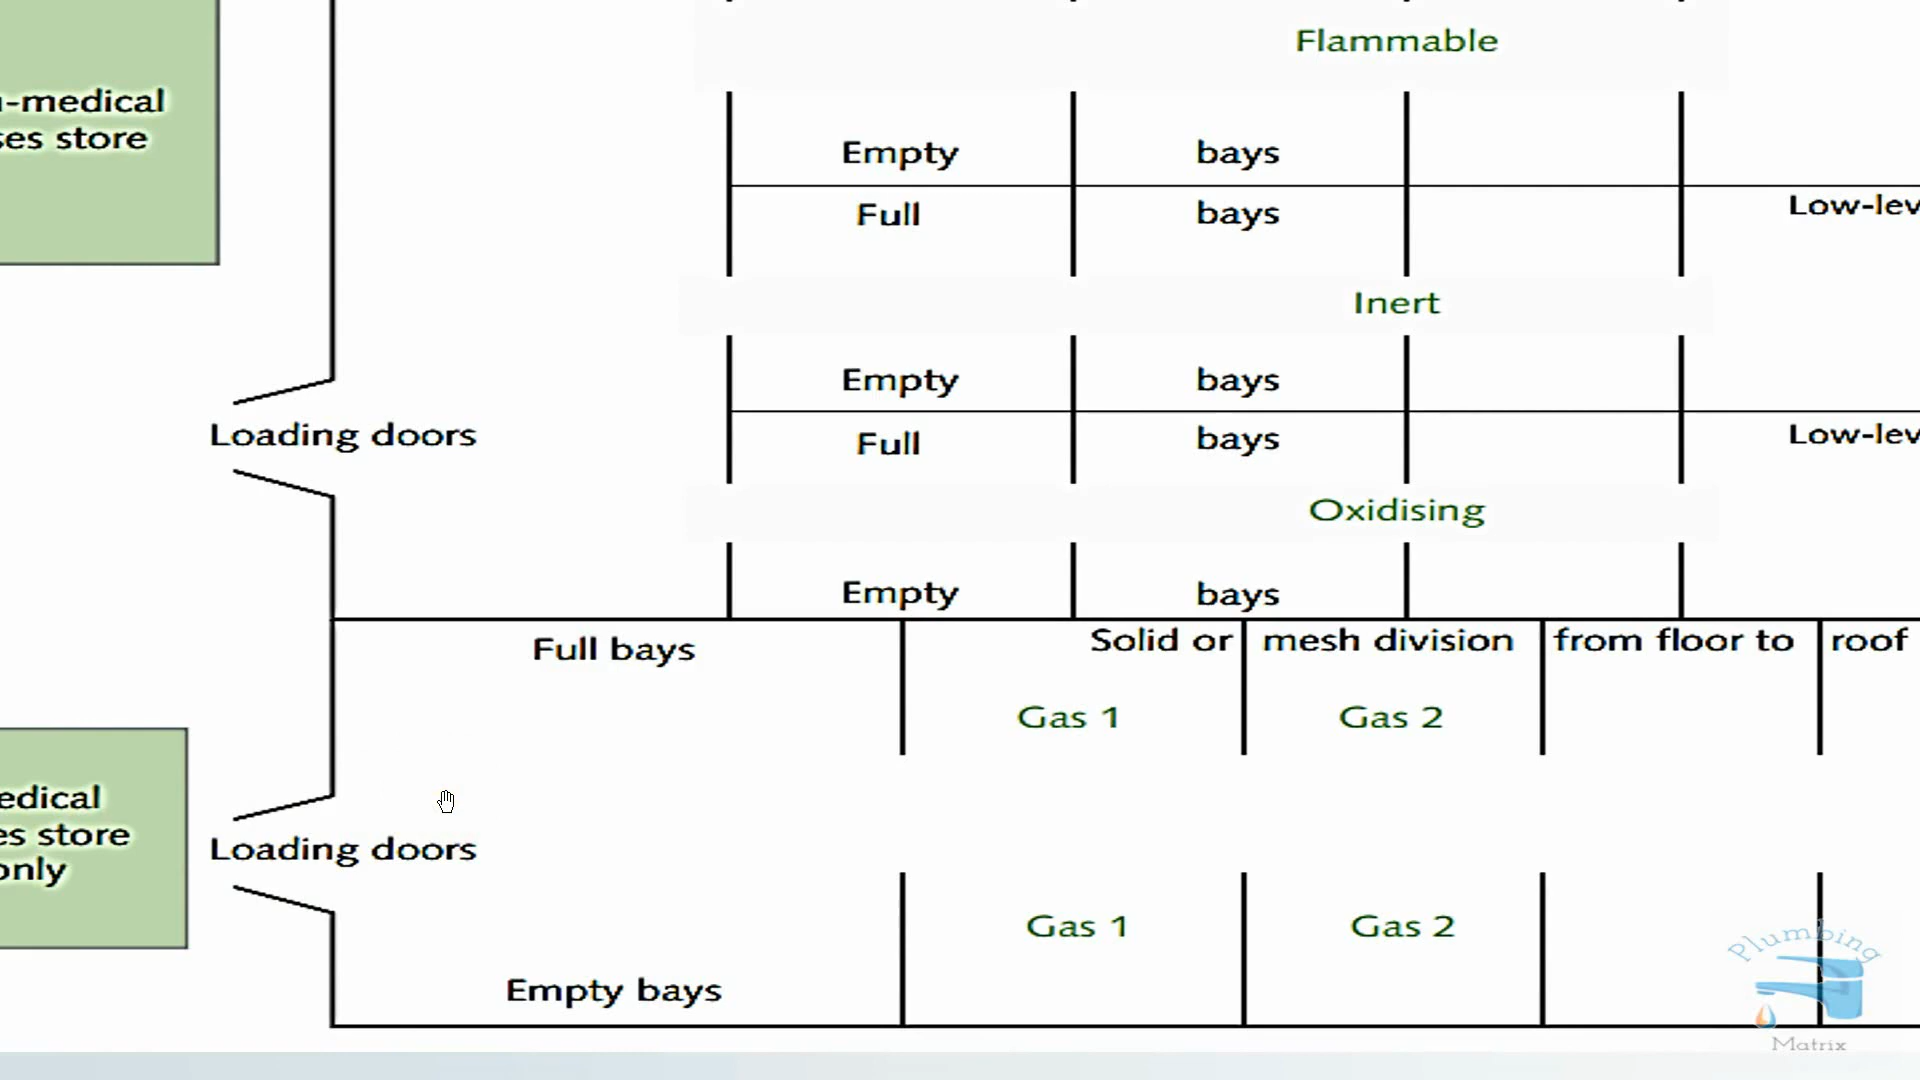 Flammable
-medical
ses store
Empty bays
Full bays
Low-lev
Inert
Empty bays
Loading doors
Full bays
Low-lev
Oxidising
Empty bays
Full bays
Solid or mesh division from floor to roof
Gas 1 Gas 2
edical
es store
only
Loading doors
Gas 1 Gas 2
Empty bays
Plumbing
Matrix